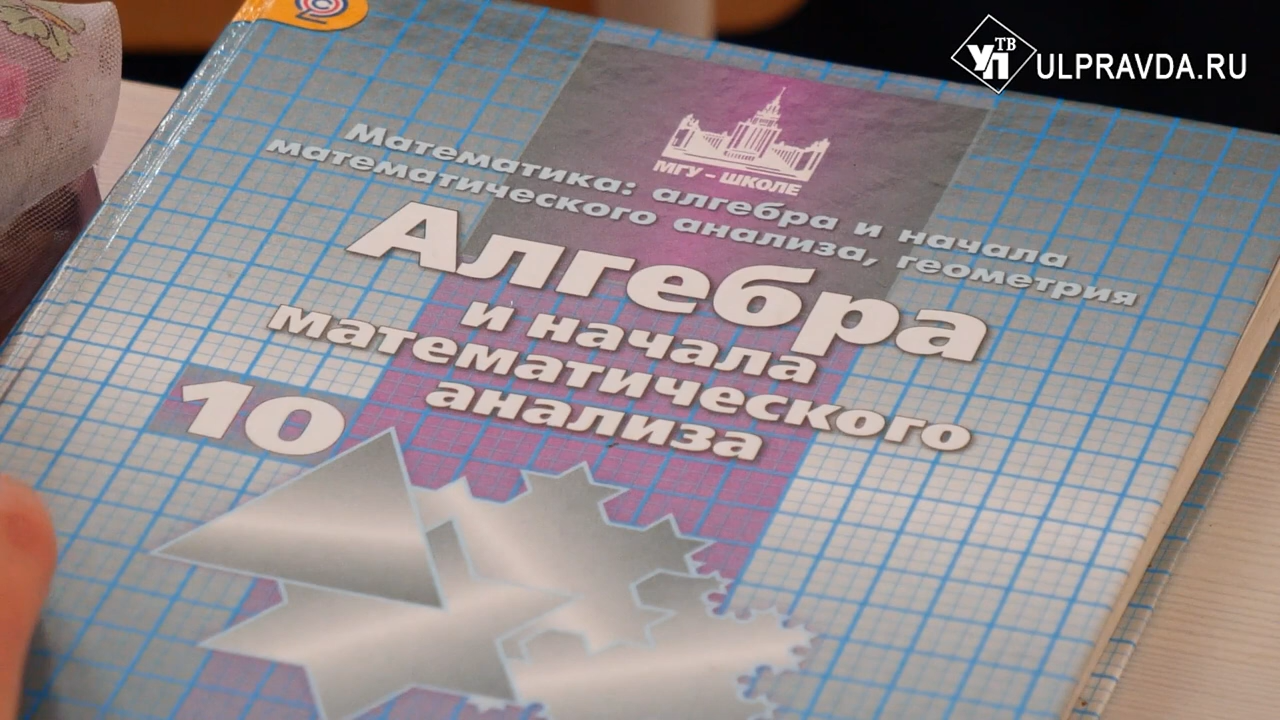 ТВ
УП ULPRAVDA.RU
МГУ - ШКОЛЕ
Математика: алгебра и начала
математического анализа, геометрия
Алгебра
и начала
математического
анализа
10